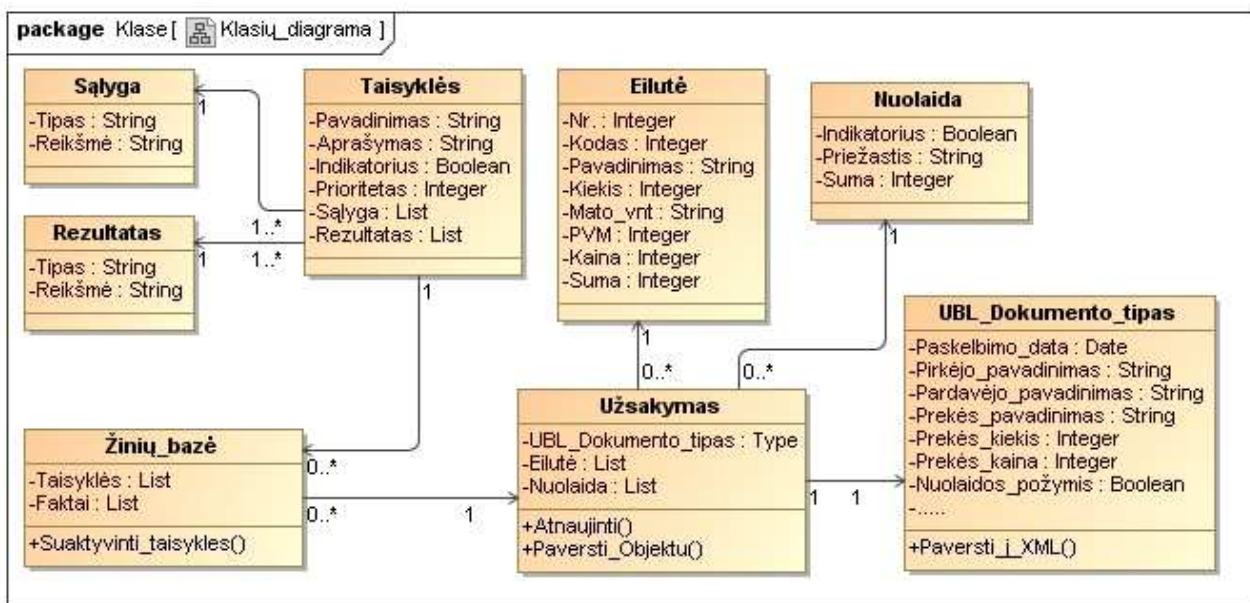 package Klase[ Klasių_diagrama ]
Sąlyga
-Tipas : String
-Reikšmė : String
1
Taisyklės
-Pavadinimas : String
-Aprašymas : String
-Indikatorius : Boolean
-Prioritetas : Integer
-Sąlyga : List
-Rezultatas : List
1..*
1..*
1
Eilutė
-Nr. : Integer
-Kodas : Integer
-Pavadinimas : String
-Kiekis : Integer
-Mato_vnt : String
-PVM : Integer
-Kaina : Integer
-Suma : Integer
1
0..*
Nuolaida
-Indikatorius : Boolean
-Priežastis : String
-Suma : Integer
1
0..*
Rezultatas
-Tipas : String
-Reikšmė : String
1
UBL_Dokumento_tipas
-Paskelbimo_data : Date
-Pirkėjo_pavadinimas : String
-Pardavėjo_pavadinimas : String
-Prekės_pavadinimas : String
-Prekės_kiekis : Integer
-Prekės_kaina : Integer
-Nuolaidos_požymis : Boolean
-.....
+Paversti_į_XML()
Žinių_bazė
-Taisyklės : List
-Faktai : List
+Suaktyvinti_taisykles()
0..*
0..*
1
Užsakymas
-UBL_Dokumento_tipas : Type
-Eilutė : List
-Nuolaida : List
+Atnaujinti()
+Paversti_Objektu()
1
1